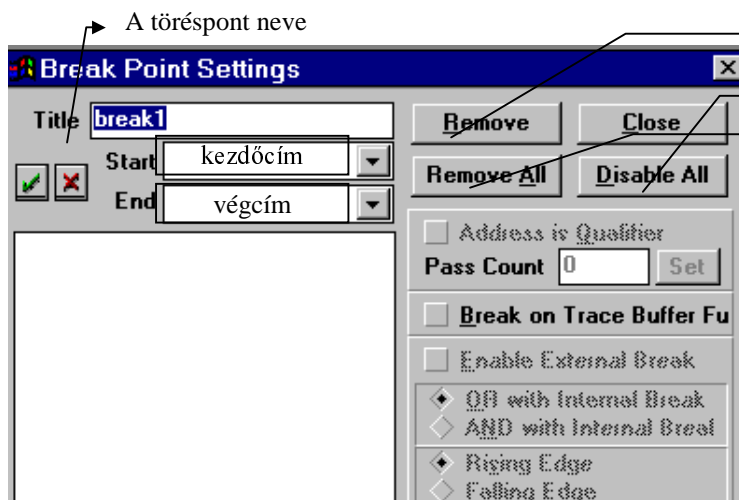 A töréspont neve
Break Point Settings
Title break1
Remove Close
Start kezdőcím
Remove All Disable All
End végcím
Address is Qualifier
Pass Count 0 Set
Break on Trace Buffer Fu
Enable External Break
OR with Internal Break
AND with Internal Breal
Rising Edge
Falling Edge